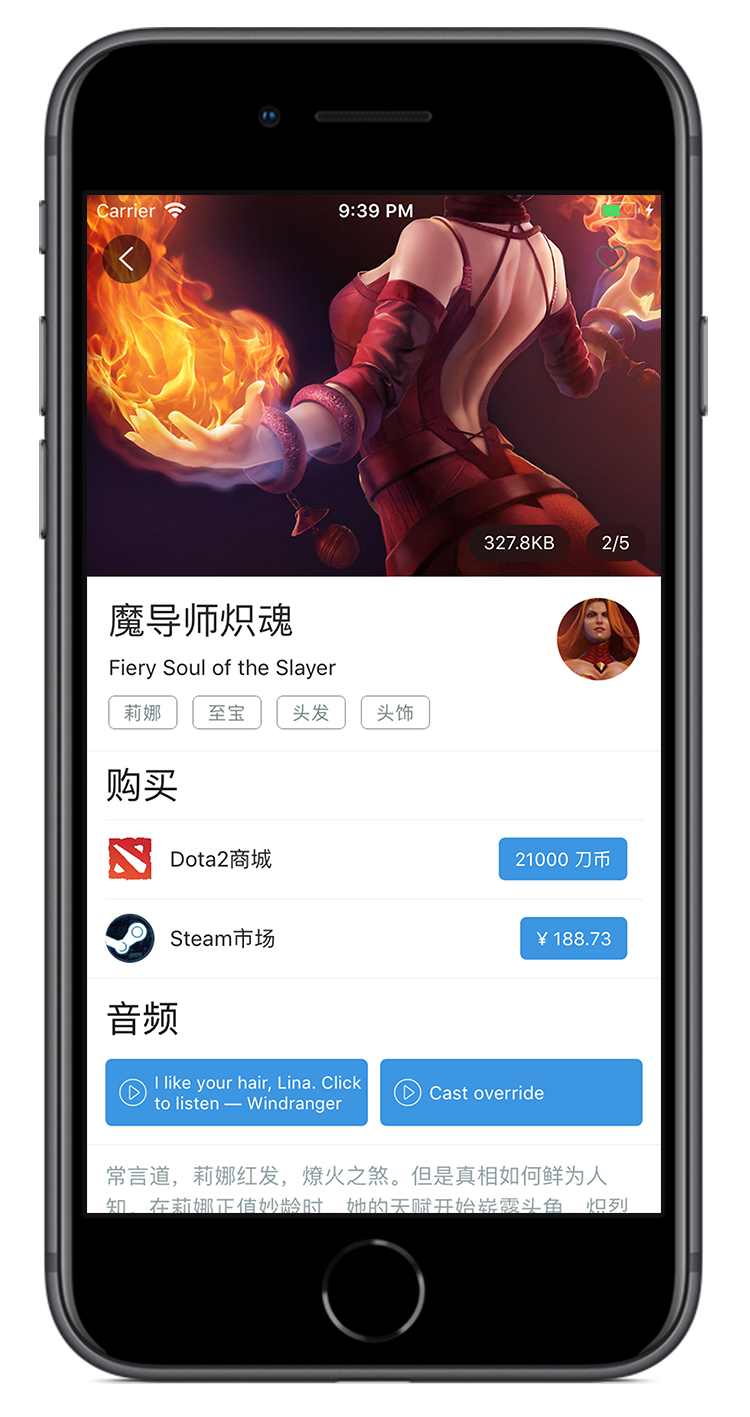 Carrier 9:39 PM
327.8KB 2/5
魔导师炽魂
Fiery Soul of the Slayer
莉娜 至宝 头发 头饰
购买
Dota2商城 21000 刀币
Steam市场 ¥ 188.73
音频
I like your hair, Lina. Click
to listen — Windranger
Cast override
常言道，莉娜红发，燎火之煞。但是真相如何鲜为人
知。在莉娜正值妙龄时，她的天赋开始崭露头角，炽烈